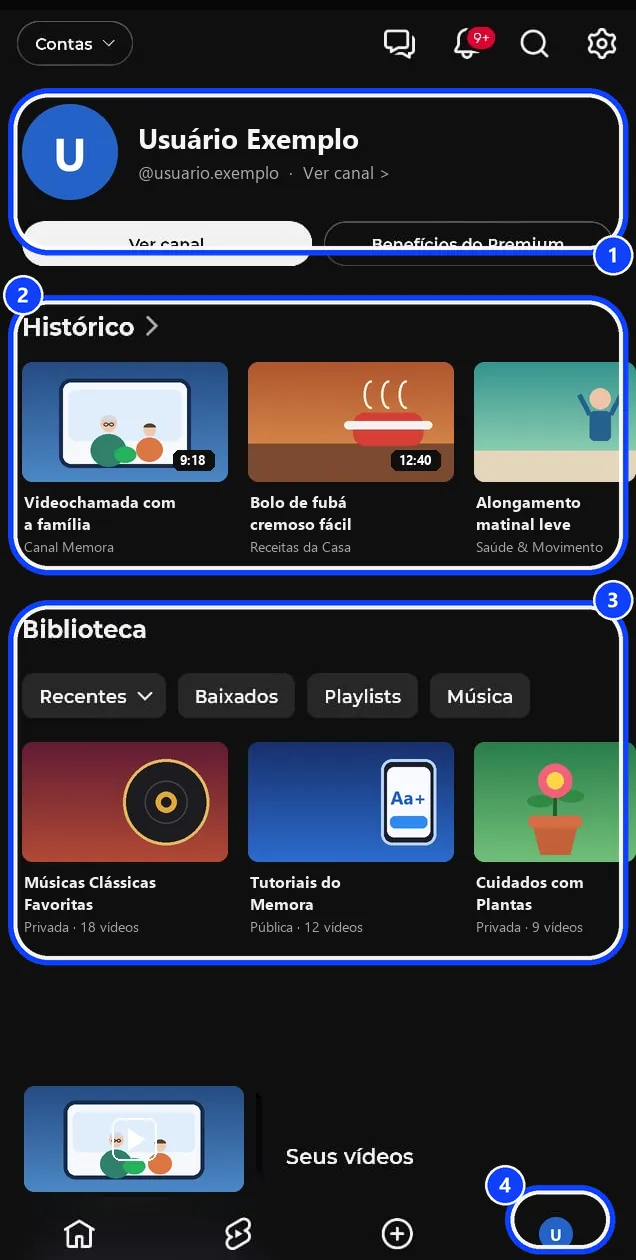 Contas
9+
U
Usuário Exemplo
@usuario.exemplo · Ver canal >
Ver canal
Benefícios do Premium
1
2
Histórico
9:18
12:40
Videochamada com
a família
Canal Memora
Bolo de fubá
cremoso fácil
Receitas da Casa
Alongamento
matinal leve
Saúde & Movimento
3
Biblioteca
Recentes
Baixados
Playlists
Música
Aa+
Músicas Clássicas
Favoritas
Privada · 18 vídeos
Tutoriais do
Memora
Pública · 12 vídeos
Cuidados com
Plantas
Privada · 9 vídeos
Seus vídeos
4
U